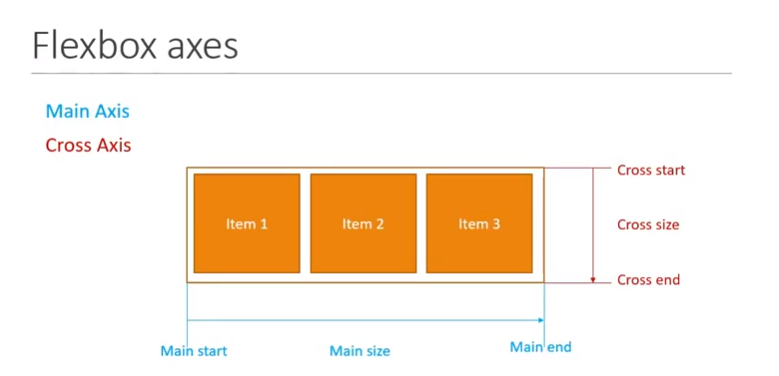 Flexbox axes
Main Axis
Cross Axis
Item 1
Item 2
Item 3
Cross start
Cross size
Cross end
Main start
Main size
Main end